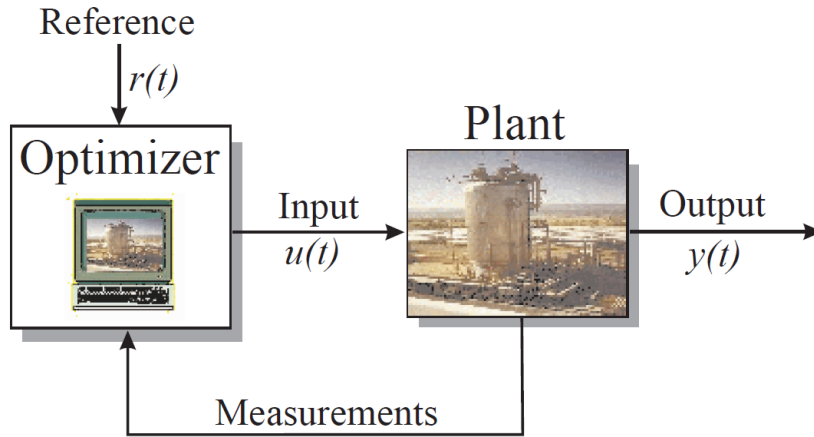 Reference
r(t)
Optimizer
Plant
Input
u(t)
Output
y(t)
Measurements